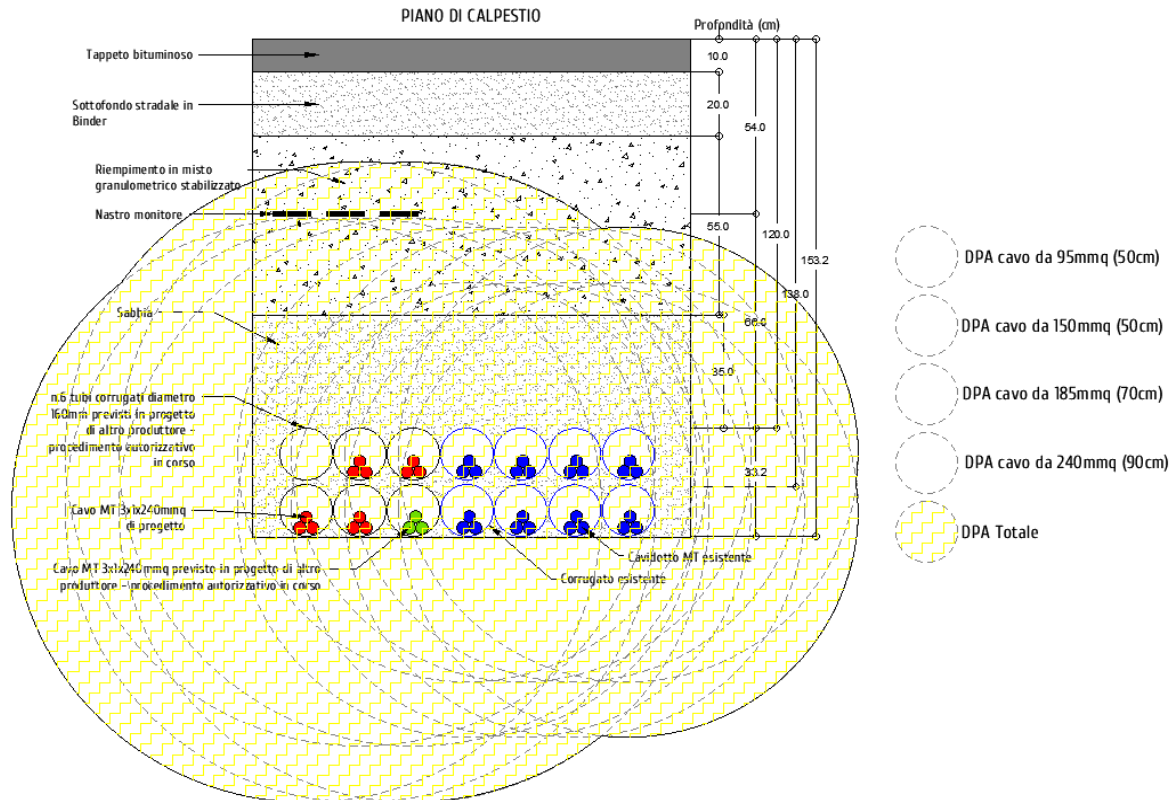 PIANO DI CALPESTIO
Profondità (cm)
Tappeto bituminoso
10.0
Sottofondo stradale in
Binder
20.0
54.0
Riempimento in misto
granulometrico stabilizzato
Nastro monitore
55.0
120.0
153.2
138.0
66.0
Sabbia
35.0
n.6 tubi corrugati diametro
160mm previsti in progetto
di altro produttore -
procedimento autorizzativo
in corso
33.2
Cavo MT 3x1x240mmq
di progetto
Cavo MT 3x1x240mmq previsto in progetto di altro
produttore - procedimento autorizzativo in corso
Cavidotto MT esistente
Corrugato esistente
DPA cavo da 95mmq (50cm)
DPA cavo da 150mmq (50cm)
DPA cavo da 185mmq (70cm)
DPA cavo da 240mmq (90cm)
DPA Totale